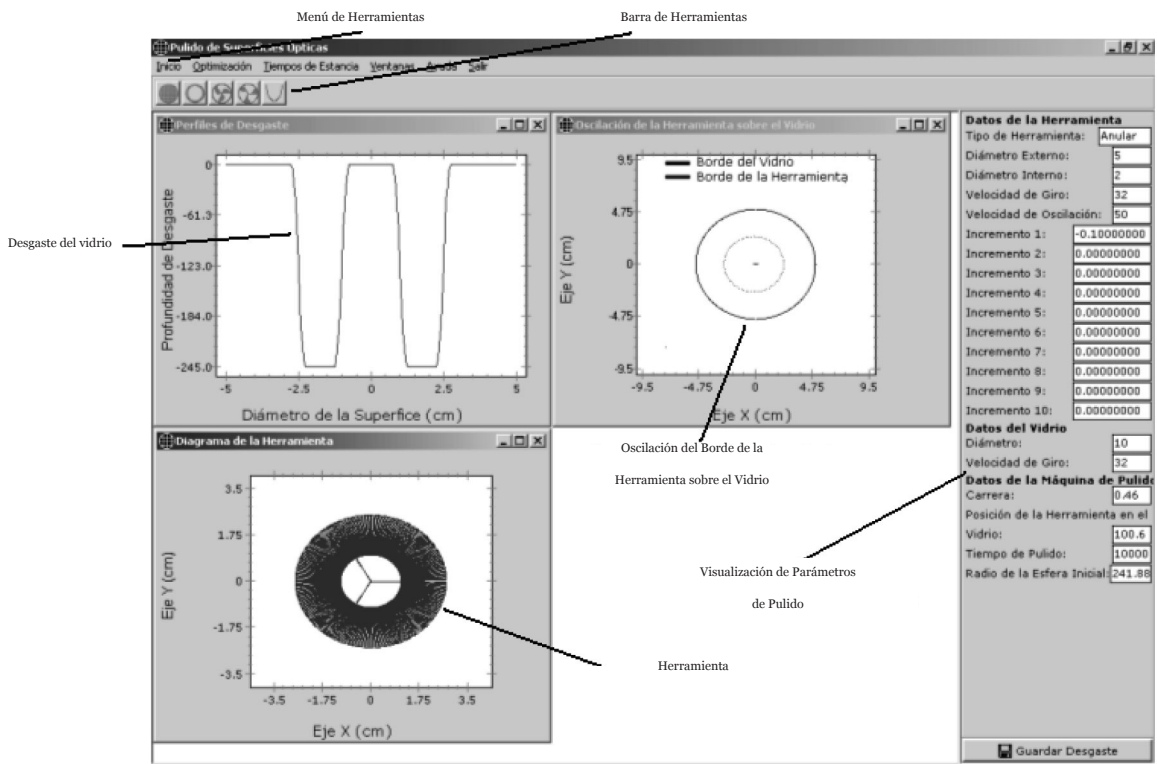 Menú de Herramientas
Barra de Herramientas
Pulido de Superficies Opticas
Inicio Optimización Tiempos de Estancia Ventanas Ayuda Salir
Perfiles de Desgaste
Oscilación de la Herramienta sobre el Vidrio
Desgaste del vidrio
Profundidad de Desgaste
0
-61.3
-123.0
-184.0
-245.0
-5 -2.5 0 2.5 5
Diámetro de la Superfice (cm)
Borde del Vidrio
Borde de la Herramienta
Eje Y (cm)
9.5
4.75
0
-4.75
-9.5
-9.5 -4.75 0 4.75 9.5
Eje X (cm)
Oscilación del Borde de la
Herramienta sobre el Vidrio
Diagrama de la Herramienta
Eje Y (cm)
3.5
1.75
0
-1.75
-3.5
-3.5 -1.75 0 1.75 3.5
Eje X (cm)
Herramienta
Visualización de Parámetros
de Pulido
Datos de la Herramienta
Tipo de Herramienta: Anular
Diámetro Externo: 5
Diámetro Interno: 2
Velocidad de Giro: 32
Velocidad de Oscilación: 50
Incremento 1: -0.10000000
Incremento 2: 0.00000000
Incremento 3: 0.00000000
Incremento 4: 0.00000000
Incremento 5: 0.00000000
Incremento 6: 0.00000000
Incremento 7: 0.00000000
Incremento 8: 0.00000000
Incremento 9: 0.00000000
Incremento 10: 0.00000000
Datos del Vidrio
Diámetro: 10
Velocidad de Giro: 32
Datos de la Máquina de Pulido
Carrera: 0.46
Posición de la Herramienta en el
Vidrio: 100.6
Tiempo de Pulido: 10000
Radio de la Esfera Inicial: 241.88
Guardar Desgaste